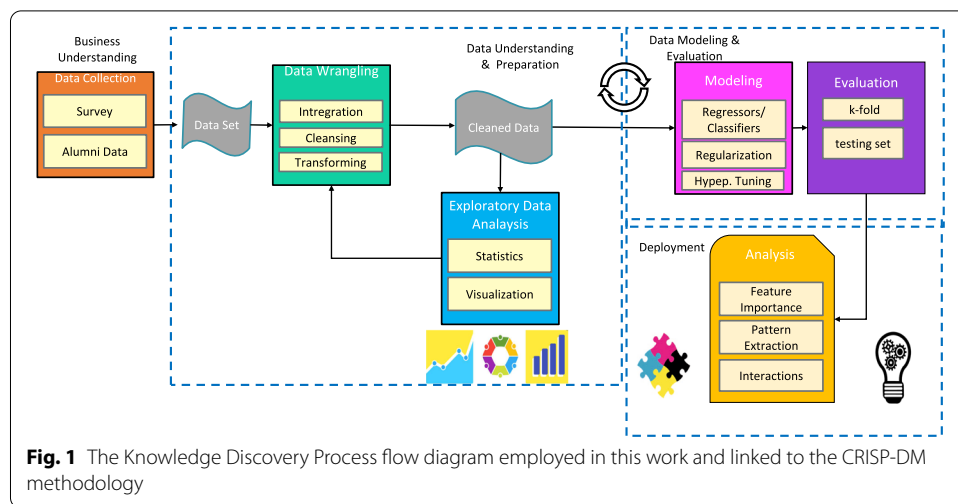 Business
Understanding
Data Collection
Survey
Alumni Data
Data Set
Data Wrangling
Intregration
Cleansing
Transforming
Data Understanding
& Preparation
Cleaned Data
Exploratory Data
Analaysis
Statistics
Visualization
Data Modeling &
Evaluation
Modeling
Regressors/
Classifiers
Regularization
Hypep. Tuning
Evaluation
k-fold
testing set
Deployment
Analysis
Feature
Importance
Pattern
Extraction
Interactions
Fig. 1 The Knowledge Discovery Process flow diagram employed in this work and linked to the CRISP-DM
methodology